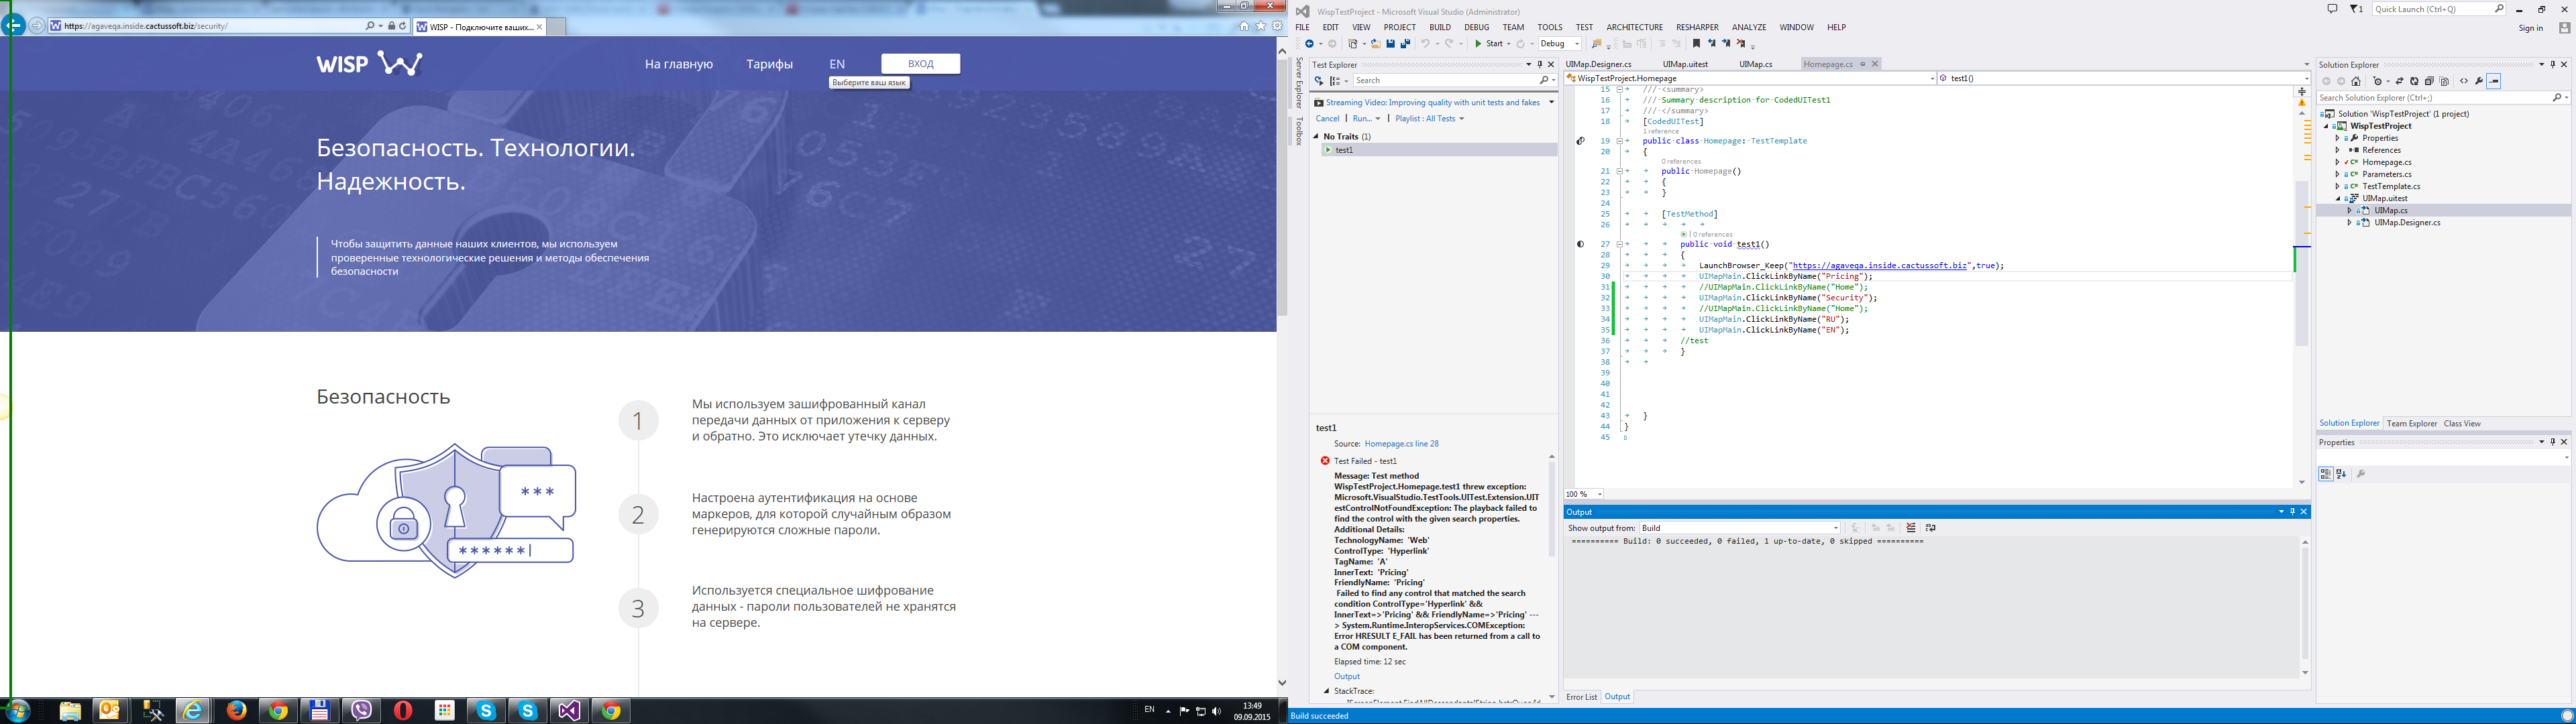 https://agaveqa.inside.cactussoft.biz/security/
WISP - Подключите ваших...
WISP
На главную
Тарифы
EN
ВХОД
Выберите ваш язык
Безопасность. Технологии.
Надежность.
Чтобы защитить данные наших клиентов, мы используем
проверенные технологические решения и методы обеспечения
безопасности
Безопасность
1
Мы используем зашифрованный канал
передачи данных от приложения к серверу
и обратно. Это исключает утечку данных.
2
Настроена аутентификация на основе
маркеров, для которой случайным образом
генерируются сложные пароли.
3
Используется специальное шифрование
данных - пароли пользователей не хранятся
на сервере.
***
******|
EN
13:49
09.09.2015
WispTestProject - Microsoft Visual Studio (Administrator)
1
Quick Launch (Ctrl+Q)
FILE EDIT VIEW PROJECT BUILD DEBUG TEAM TOOLS TEST ARCHITECTURE RESHARPER ANALYZE WINDOW HELP
Sign in
Start
Debug
Server Explorer
Toolbox
Test Explorer
Search
Streaming Video: Improving quality with unit tests and fakes
Cancel | Run... | Playlist : All Tests
No Traits (1)
test1
test1
Source: Homepage.cs line 28
Test Failed - test1
Message: Test method
WispTestProject.Homepage.test1 threw exception:
Microsoft.VisualStudio.TestTools.UITest.Extension.UIT
estControlNotFoundException: The playback failed to
find the control with the given search properties.
Additional Details:
TechnologyName: 'Web'
ControlType: 'Hyperlink'
TagName: 'A'
InnerText: 'Pricing'
FriendlyName: 'Pricing'
Failed to find any control that matched the search
condition ControlType='Hyperlink' &&
InnerText=>'Pricing' && FriendlyName=>'Pricing' ---
> System.Runtime.InteropServices.COMException:
Error HRESULT E_FAIL has been returned from a call to
a COM component.
Elapsed time: 12 sec
Output
StackTrace:
UIMap.Designer.cs
UIMap.uitest
UIMap.cs
Homepage.cs
WispTestProject.Homepage
test1()
15 /// <summary>
16 /// Summary description for CodedUITest1
17 /// </summary>
18 [CodedUITest]
1 reference
19 public class Homepage: TestTemplate
20 {
0 references
21 public Homepage()
22 {
23 }
24
25 [TestMethod]
26
| 0 references
27 public void test1()
28 {
29 LaunchBrowser_Keep("https://agaveqa.inside.cactussoft.biz",true);
30 UIMapMain.ClickLinkByName("Pricing");
31 //UIMapMain.ClickLinkByName("Home");
32 UIMapMain.ClickLinkByName("Security");
33 //UIMapMain.ClickLinkByName("Home");
34 UIMapMain.ClickLinkByName("RU");
35 UIMapMain.ClickLinkByName("EN");
36 //test
37 }
38
39
40
41
42
43 }
44 }
45
100 %
Output
Show output from: Build
========== Build: 0 succeeded, 0 failed, 1 up-to-date, 0 skipped ==========
Error List
Output
Solution Explorer
Search Solution Explorer (Ctrl+;)
Solution 'WispTestProject' (1 project)
WispTestProject
Properties
References
Homepage.cs
Parameters.cs
TestTemplate.cs
UIMap.uitest
UIMap.cs
UIMap.Designer.cs
Solution Explorer
Team Explorer
Class View
Properties
Build succeeded